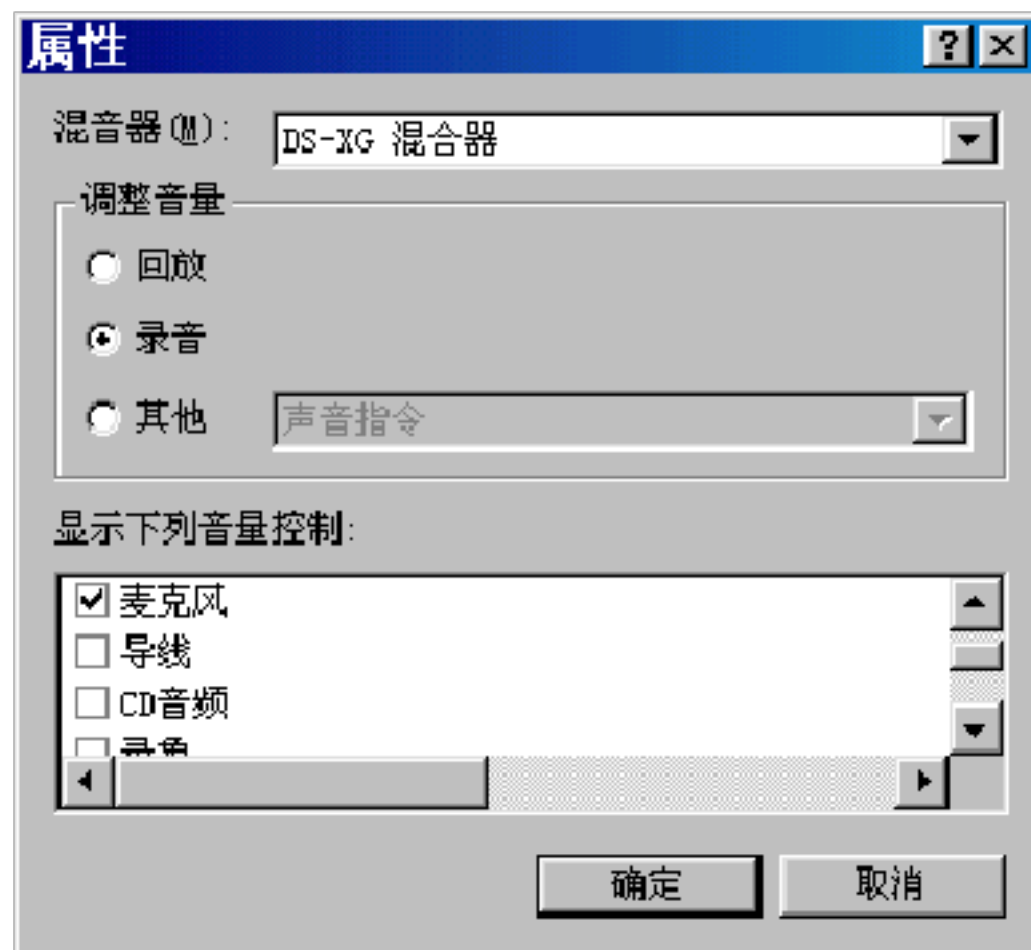 属性
混音器(M): DS-XG 混合器
调整音量
回放
录音
其他 声音指令
显示下列音量控制:
麦克风
导线
CD音频
确定 取消